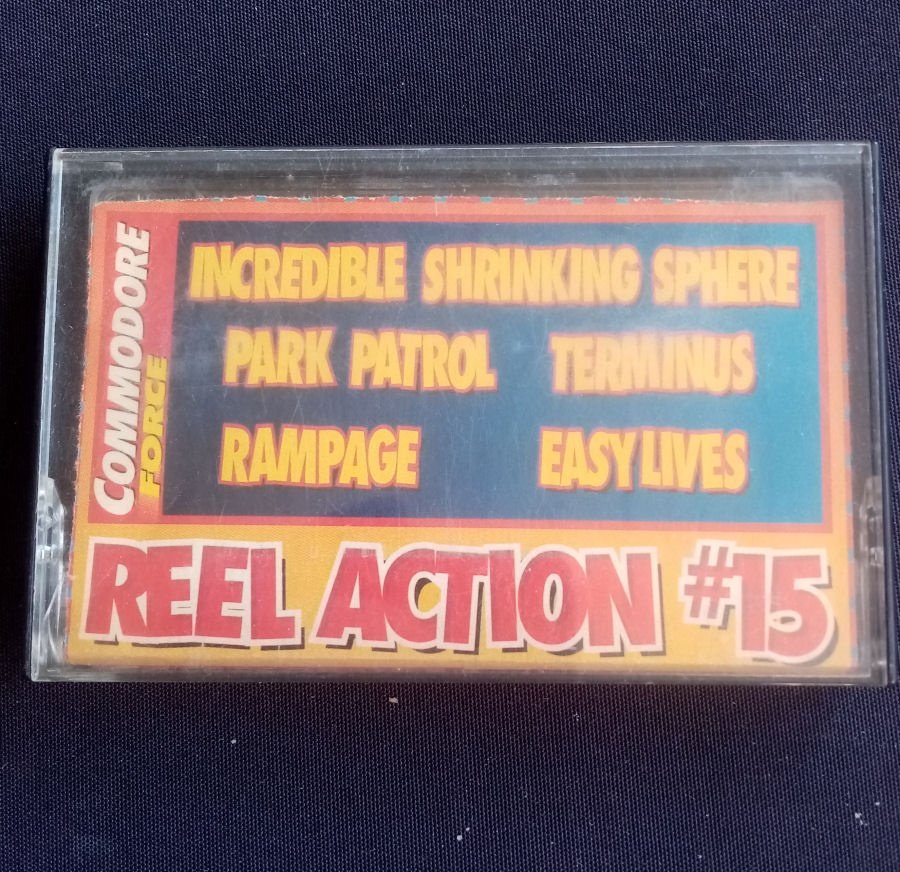 COMMODORE
FORCE
INCREDIBLE SHRINKING SPHERE
PARK PATROL TERMINUS
RAMPAGE EASY LIVES
REEL ACTION #15